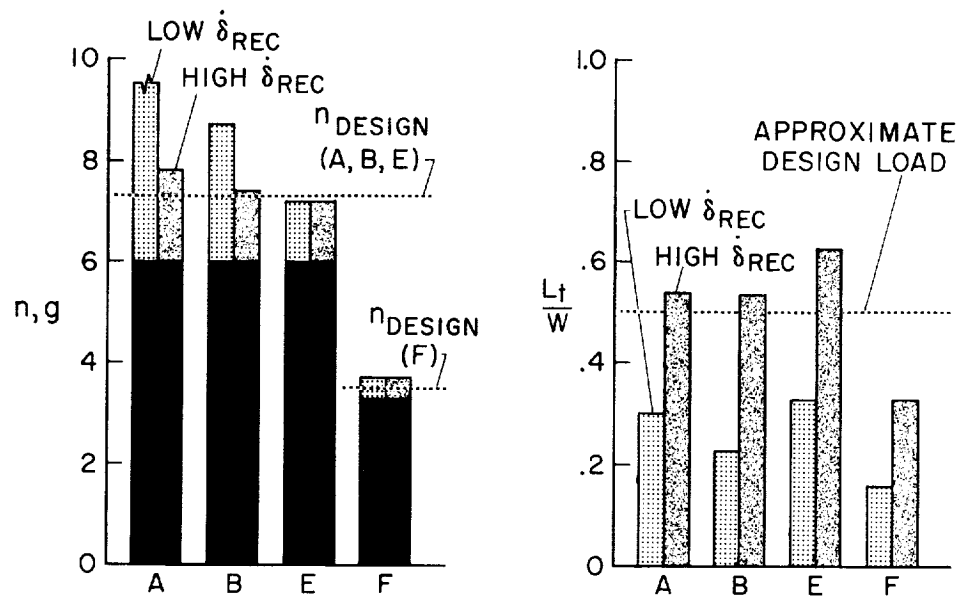 LOW δ̇REC
HIGH δ̇REC
10
8
6
4
2
0
n, g
nDESIGN
(A, B, E)
nDESIGN
(F)
A B E F
1.0
.8
.6
.4
.2
0
Lt
W
APPROXIMATE
DESIGN LOAD
LOW δ̇REC
HIGH δ̇REC
A B E F